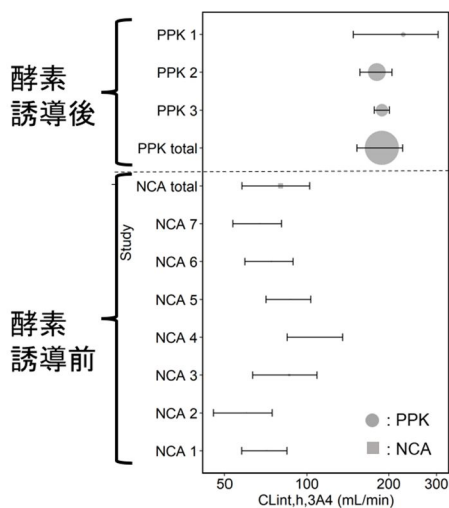 酵素
誘導後
酵素
誘導前
Study
PPK 1
PPK 2
PPK 3
PPK total
NCA total
NCA 7
NCA 6
NCA 5
NCA 4
NCA 3
NCA 2
NCA 1
: PPK
: NCA
50 100 200 300
CLint,h,3A4 (mL/min)